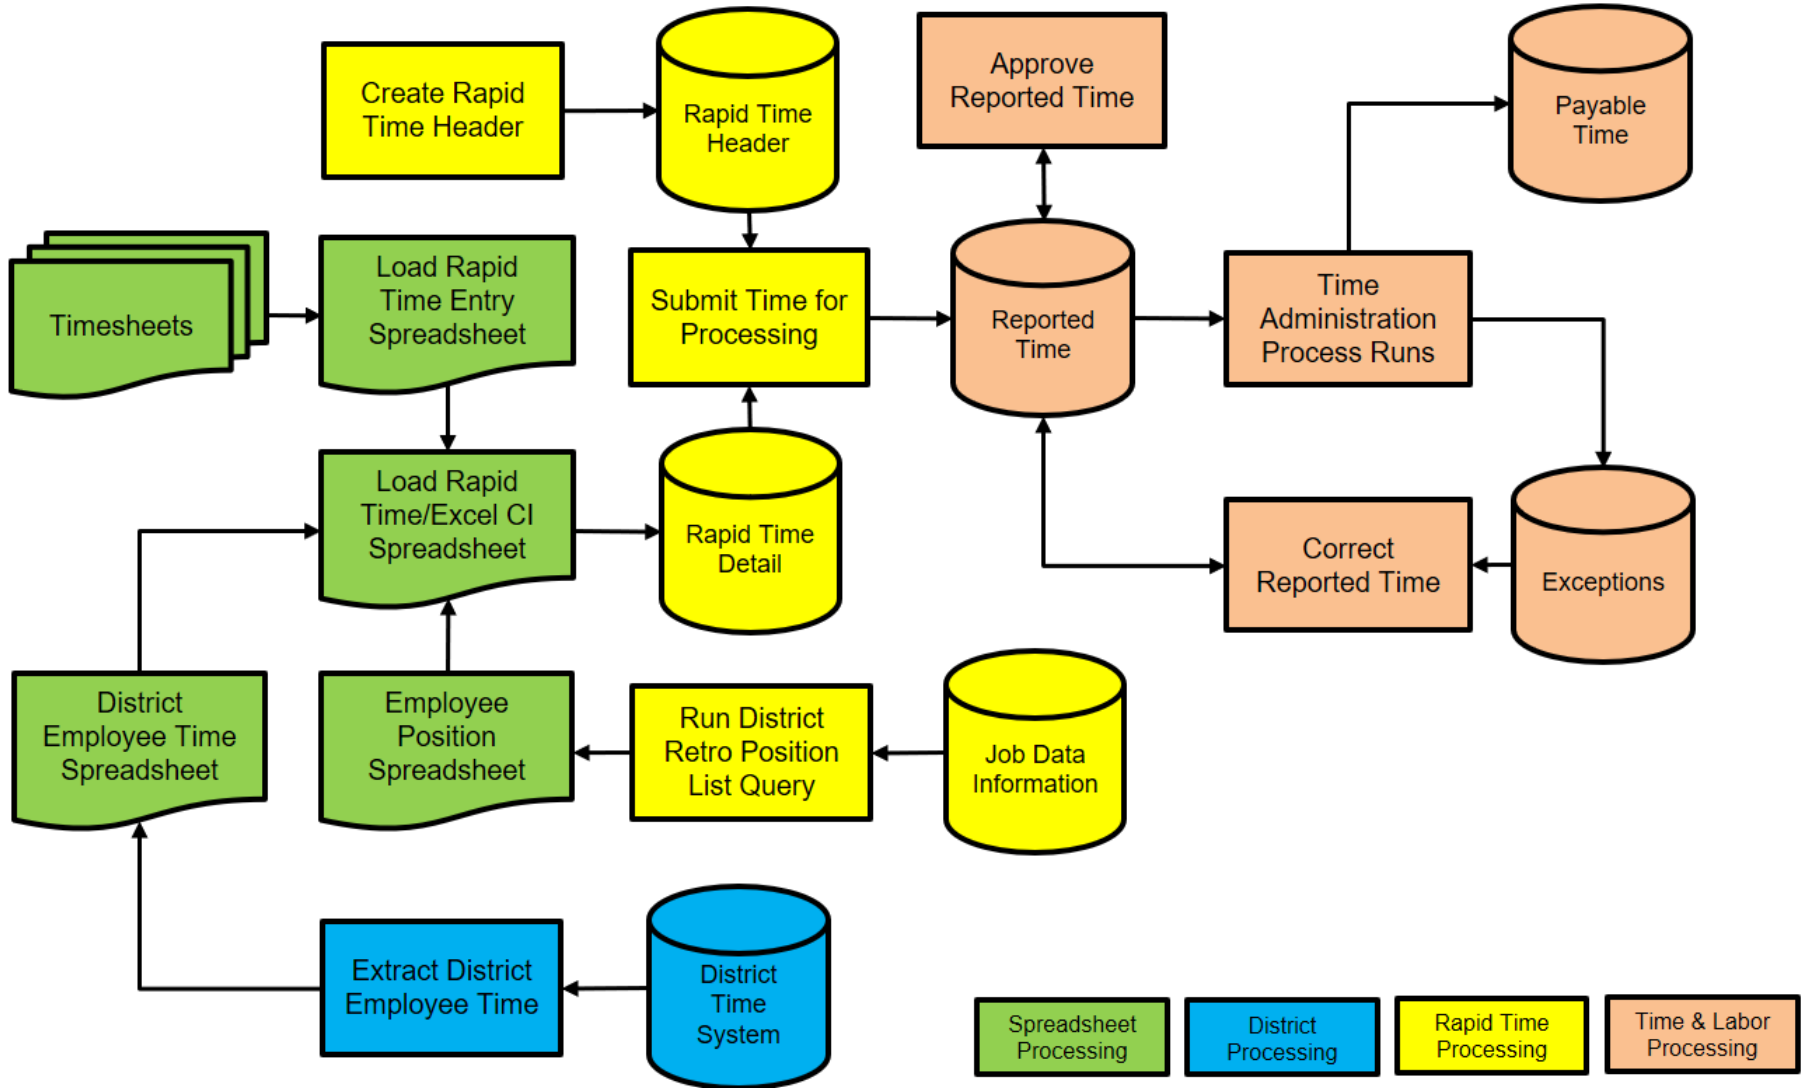 Create Rapid
Time Header
Rapid Time
Header
Approve
Reported Time
Payable
Time
Timesheets
Load Rapid
Time Entry
Spreadsheet
Submit Time for
Processing
Reported
Time
Time
Administration
Process Runs
Load Rapid
Time/Excel CI
Spreadsheet
Rapid Time
Detail
Correct
Reported Time
Exceptions
District
Employee Time
Spreadsheet
Employee
Position
Spreadsheet
Run District
Retro Position
List Query
Job Data
Information
Extract District
Employee Time
District
Time
System
Spreadsheet
Processing
District
Processing
Rapid Time
Processing
Time & Labor
Processing